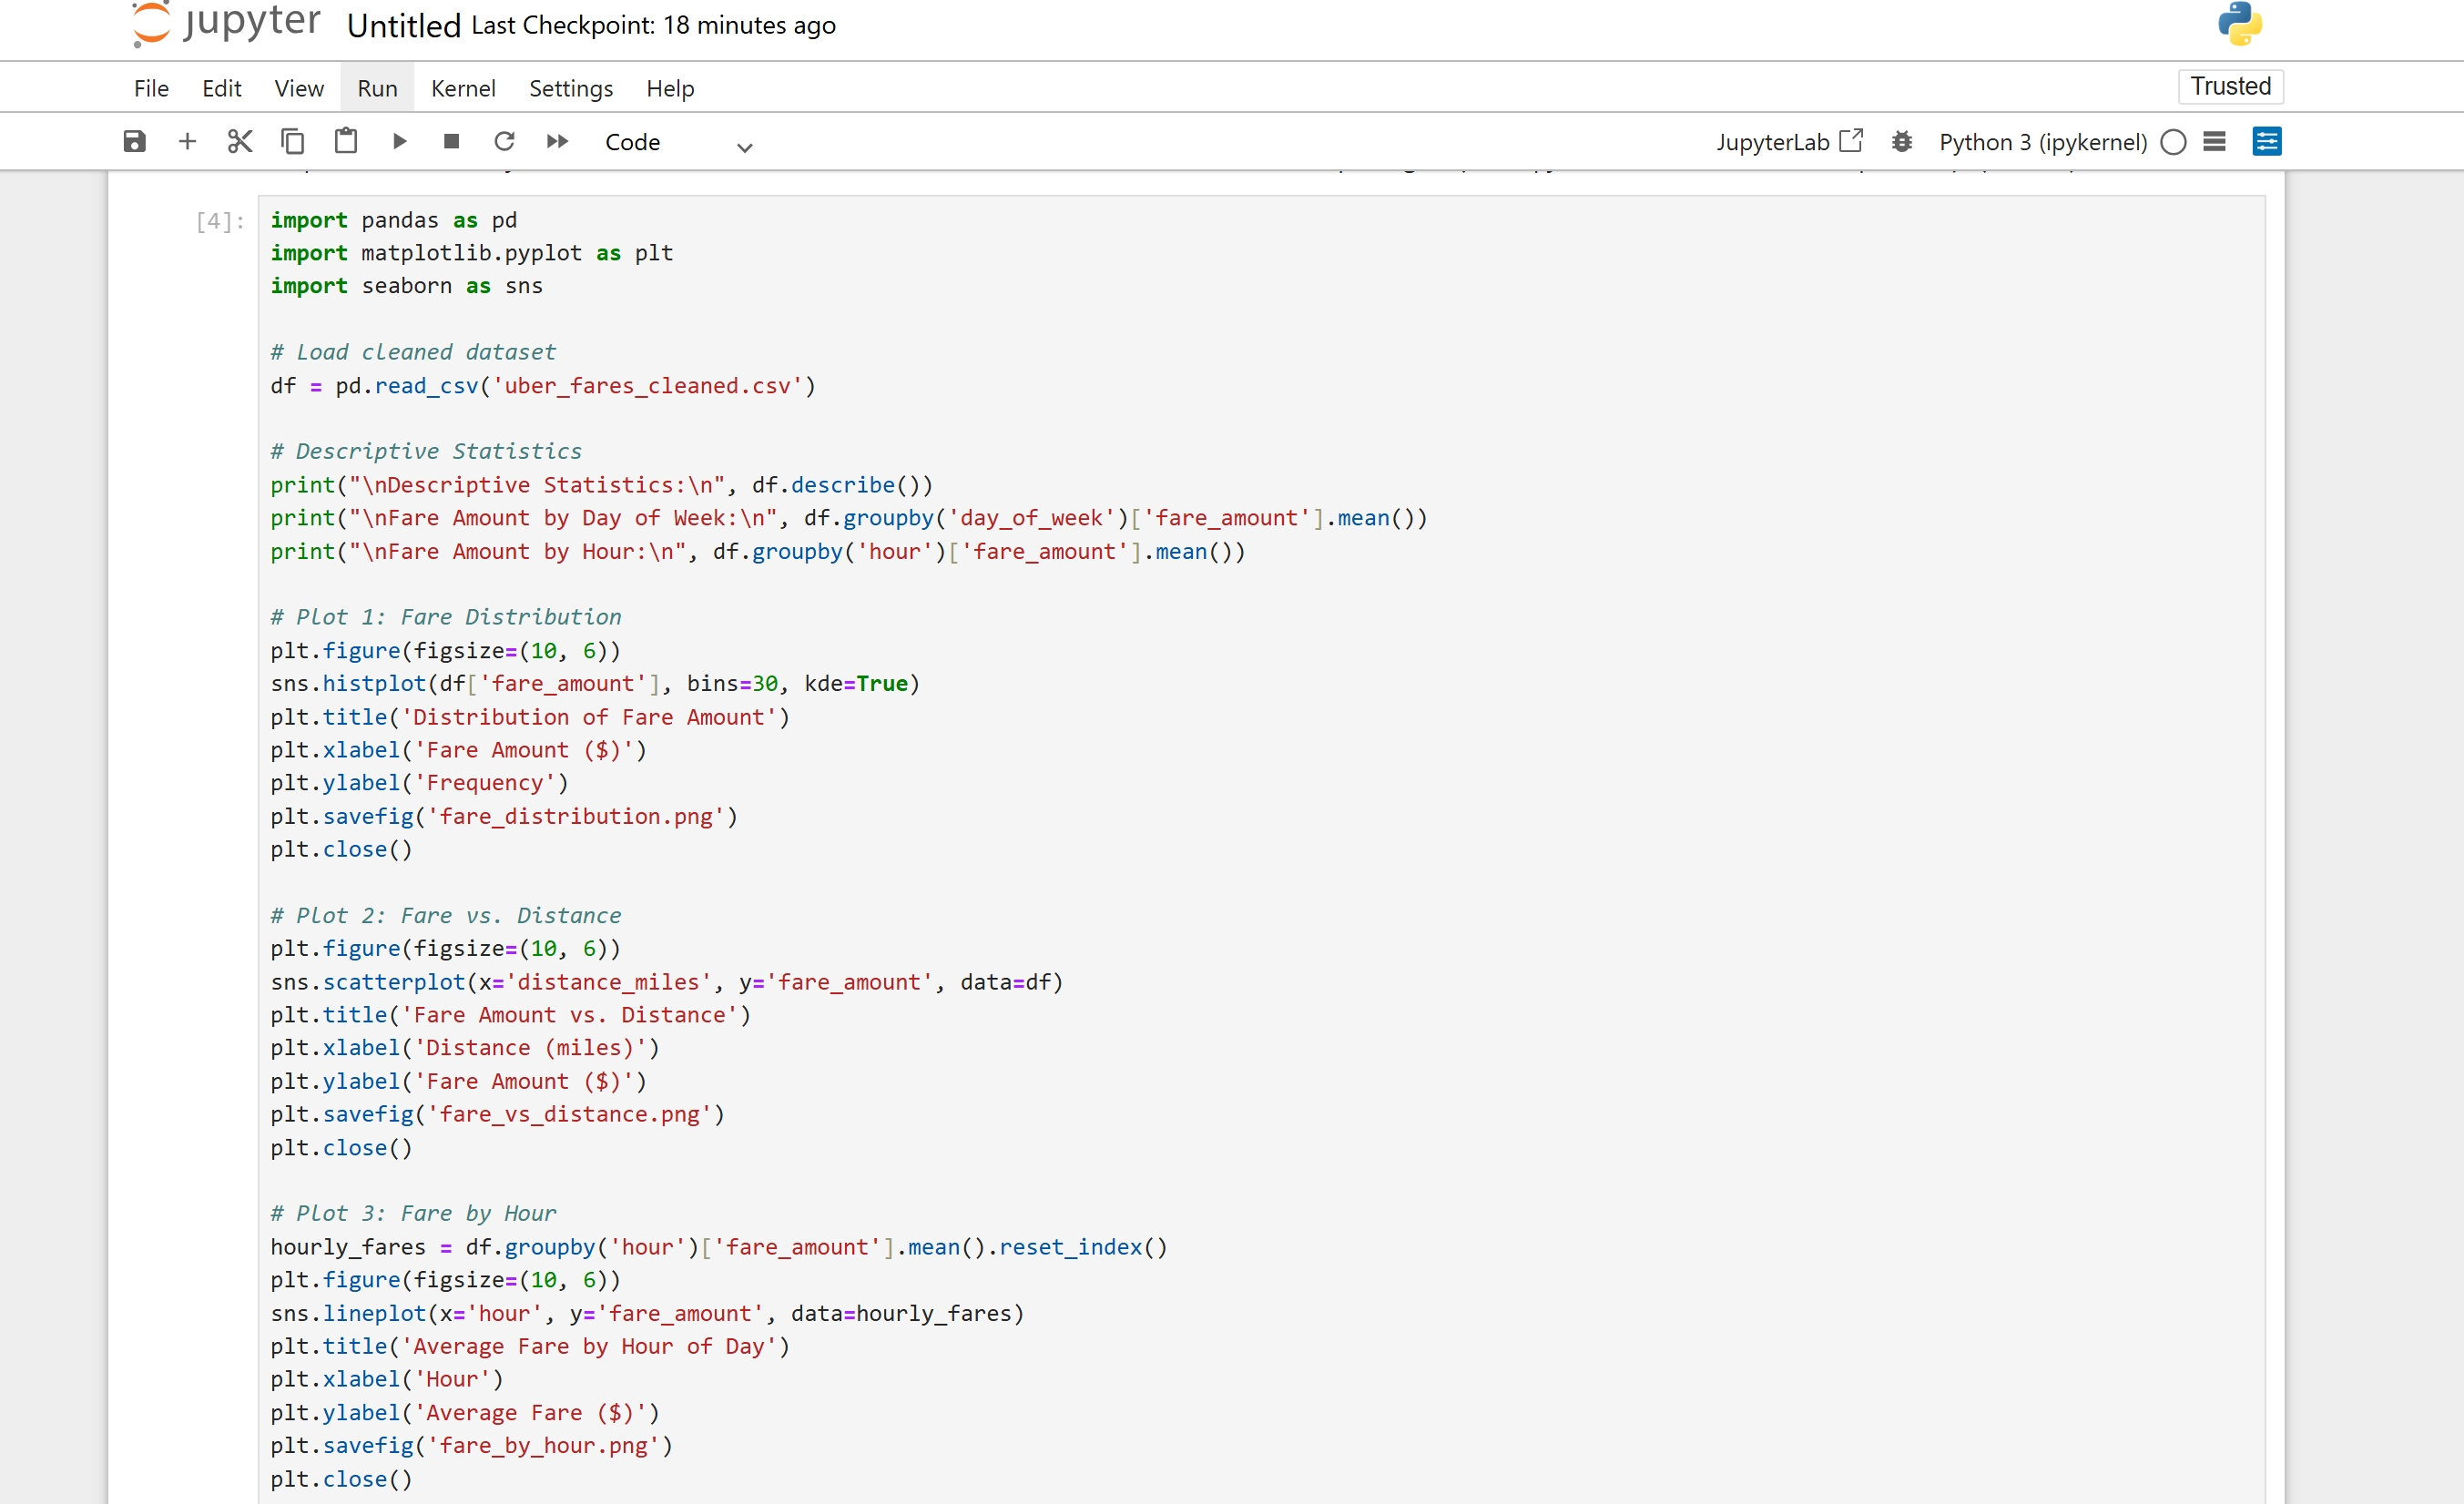 jupyter Untitled Last Checkpoint: 18 minutes ago
File Edit View Run Kernel Settings Help Trusted
Code JupyterLab Python 3 (ipykernel)
[4]: import pandas as pd
import matplotlib.pyplot as plt
import seaborn as sns
# Load cleaned dataset
df = pd.read_csv('uber_fares_cleaned.csv')
# Descriptive Statistics
print("\nDescriptive Statistics:\n", df.describe())
print("\nFare Amount by Day of Week:\n", df.groupby('day_of_week')['fare_amount'].mean())
print("\nFare Amount by Hour:\n", df.groupby('hour')['fare_amount'].mean())
# Plot 1: Fare Distribution
plt.figure(figsize=(10, 6))
sns.histplot(df['fare_amount'], bins=30, kde=True)
plt.title('Distribution of Fare Amount')
plt.xlabel('Fare Amount ($)')
plt.ylabel('Frequency')
plt.savefig('fare_distribution.png')
plt.close()
# Plot 2: Fare vs. Distance
plt.figure(figsize=(10, 6))
sns.scatterplot(x='distance_miles', y='fare_amount', data=df)
plt.title('Fare Amount vs. Distance')
plt.xlabel('Distance (miles)')
plt.ylabel('Fare Amount ($)')
plt.savefig('fare_vs_distance.png')
plt.close()
# Plot 3: Fare by Hour
hourly_fares = df.groupby('hour')['fare_amount'].mean().reset_index()
plt.figure(figsize=(10, 6))
sns.lineplot(x='hour', y='fare_amount', data=hourly_fares)
plt.title('Average Fare by Hour of Day')
plt.xlabel('Hour')
plt.ylabel('Average Fare ($)')
plt.savefig('fare_by_hour.png')
plt.close()